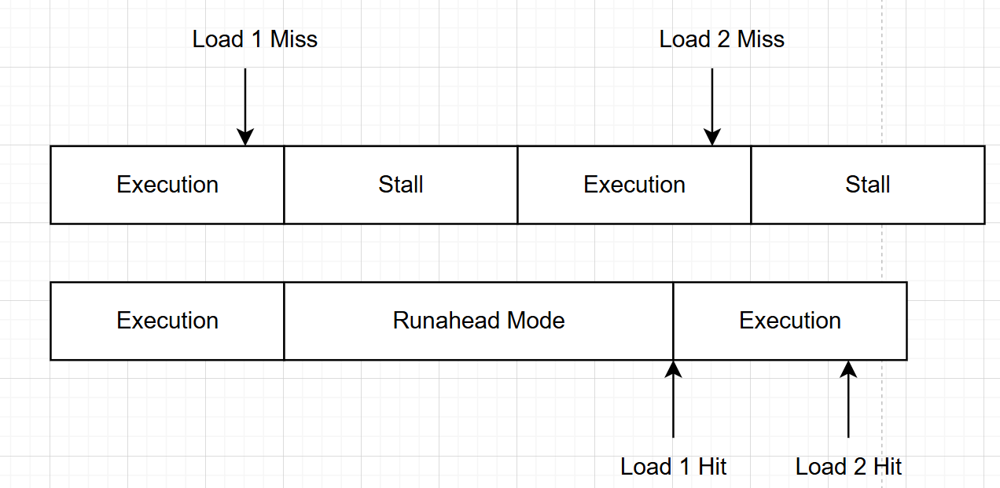 Load 1 Miss
Load 2 Miss
Execution
Stall
Execution
Stall
Execution
Runahead Mode
Execution
Load 1 Hit
Load 2 Hit